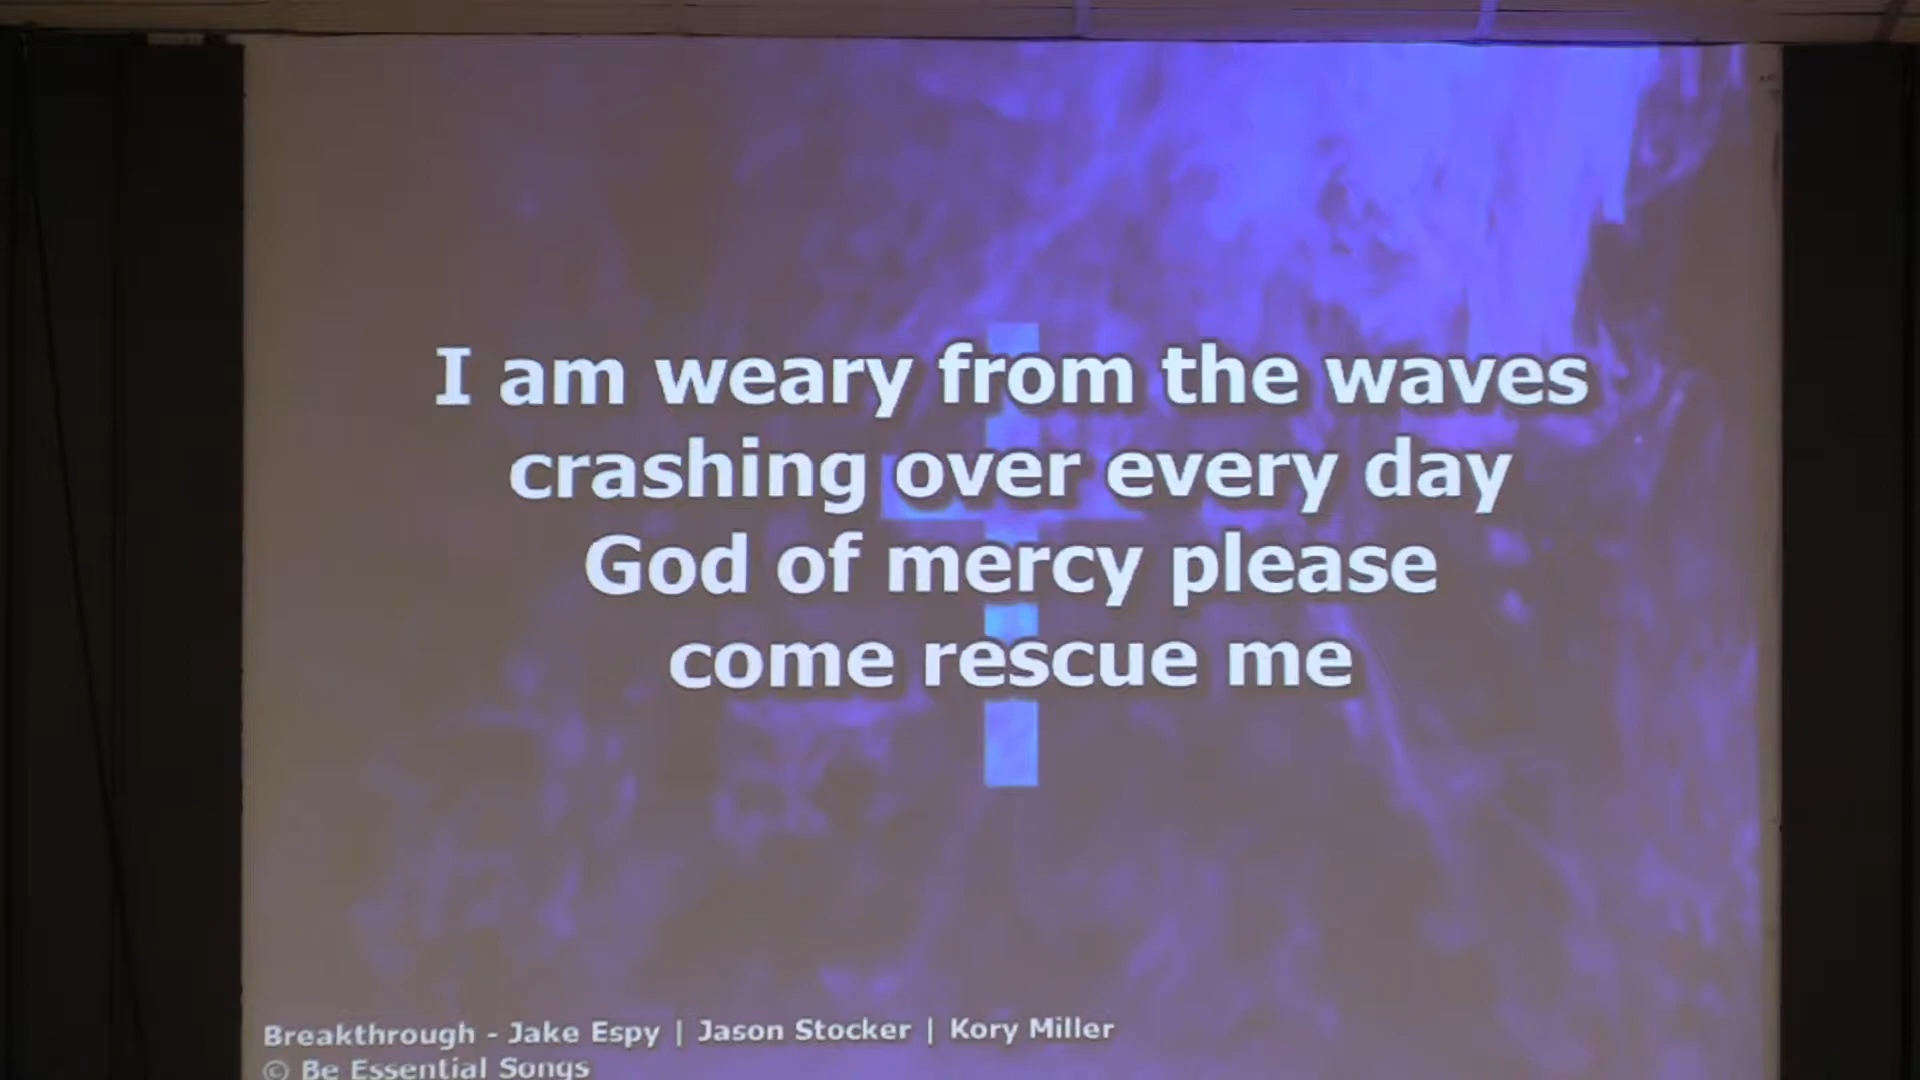 I am weary from the waves
crashing over every day
God of mercy please
come rescue me
Breakthrough - Jake Espy | Jason Stocker | Kory Miller
© Be Essential Songs